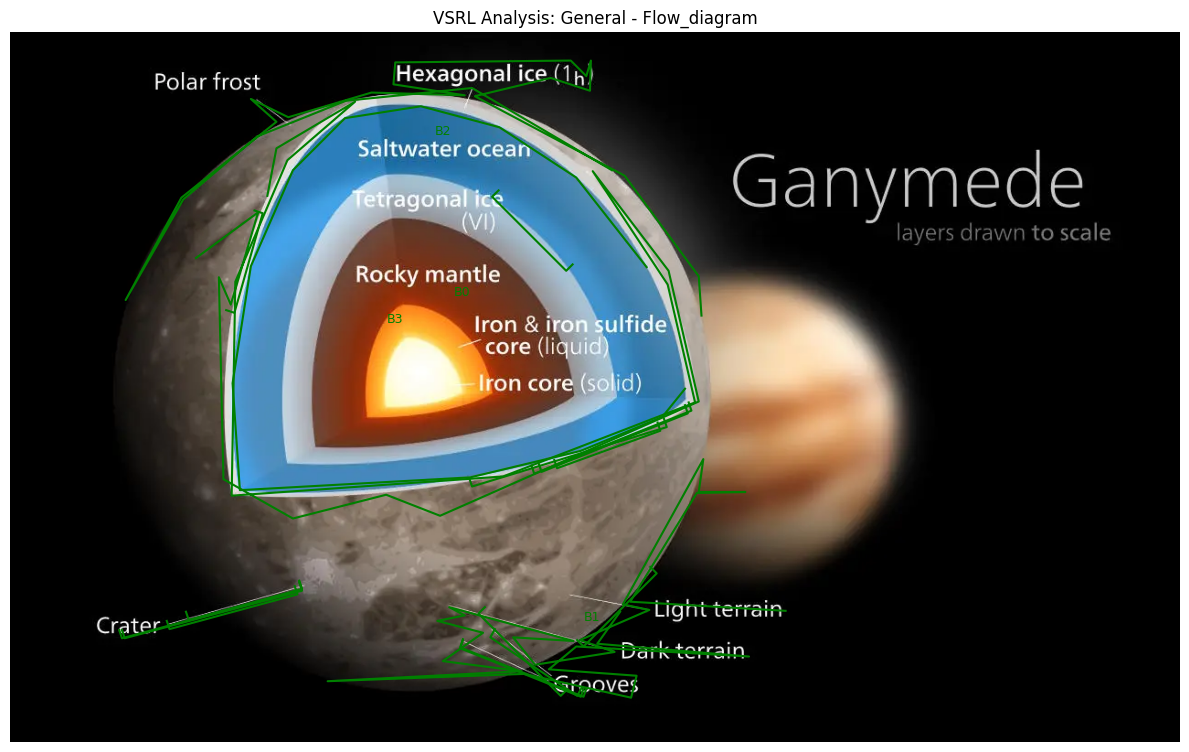 VSRL Analysis: General - Flow_diagram
Polar frost
Hexagonal ice (1h)
B2
Saltwater ocean
Tetragonal ice
(VI)
Ganymede
layers drawn to scale
Rocky mantle
B3
Iron & iron sulfide
core (liquid)
Iron core (solid)
Crater
Light terrain
B1
Dark terrain
Grooves